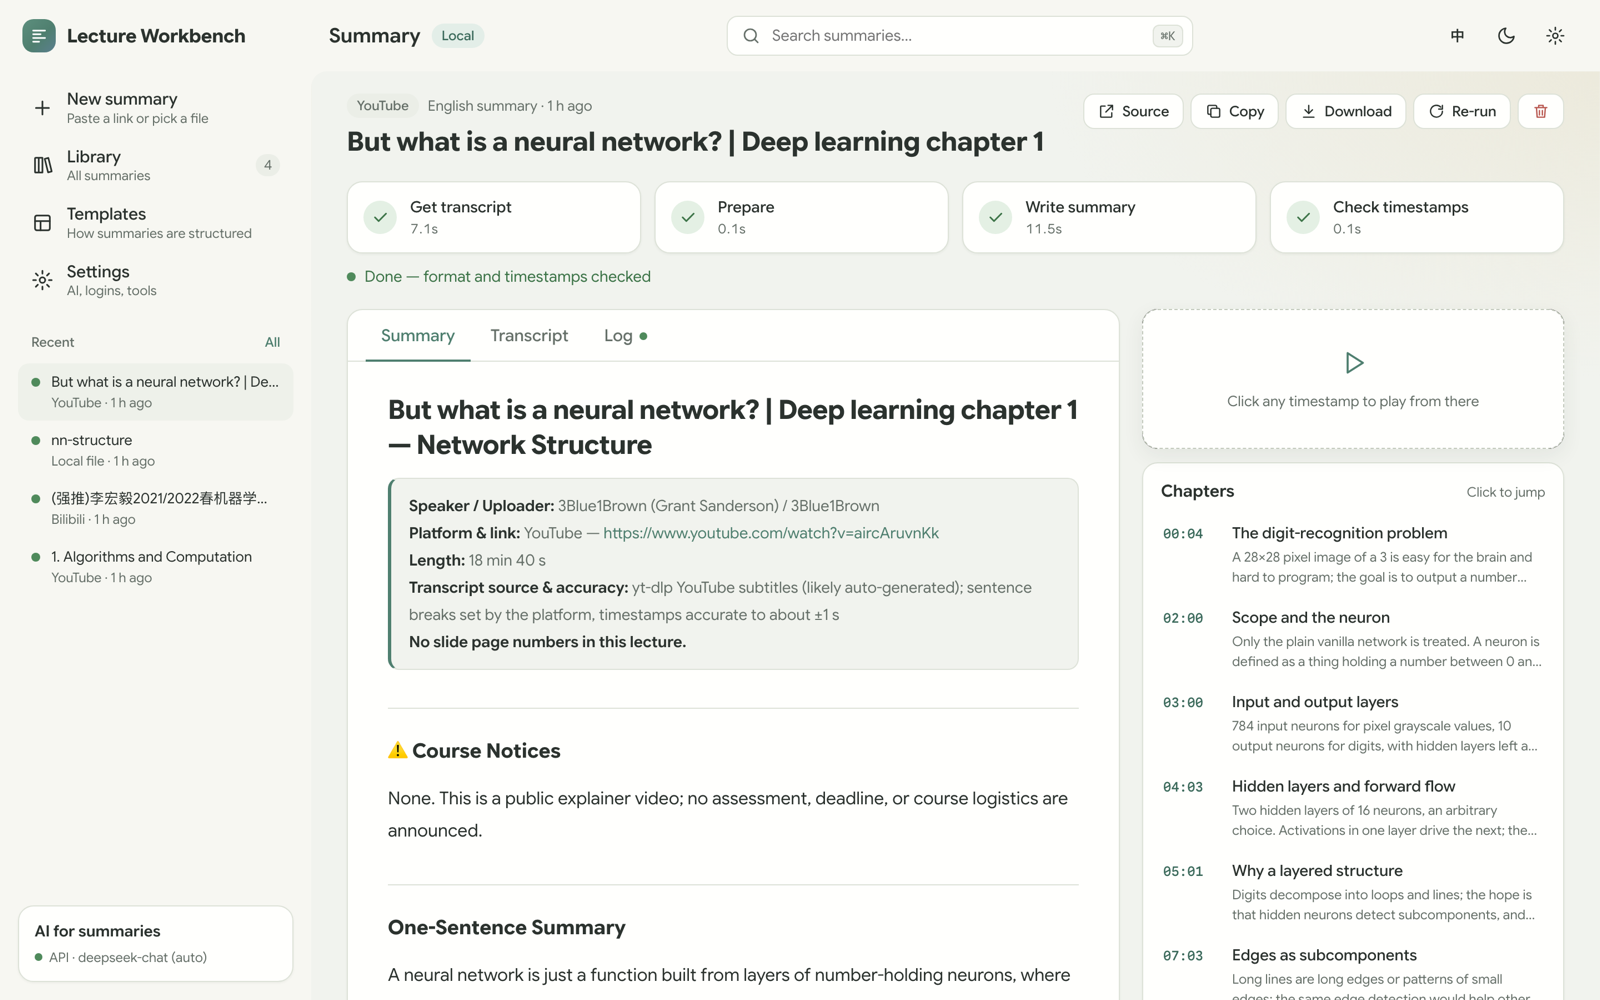 Lecture Workbench
New summary
Paste a link or pick a file
Library
All summaries
4
Templates
How summaries are structured
Settings
AI, logins, tools
Recent
All
But what is a neural network? | De...
YouTube · 1 h ago
nn-structure
Local file · 1 h ago
(强推)李宏毅2021/2022春机器学...
Bilibili · 1 h ago
1. Algorithms and Computation
YouTube · 1 h ago
AI for summaries
API · deepseek-chat (auto)
Summary
Local
Search summaries...
⌘K
中
YouTube
English summary · 1 h ago
But what is a neural network? | Deep learning chapter 1
Source
Copy
Download
Re-run
Get transcript
7.1s
Prepare
0.1s
Write summary
11.5s
Check timestamps
0.1s
Done — format and timestamps checked
Summary
Transcript
Log
But what is a neural network? | Deep learning chapter 1
— Network Structure
Speaker / Uploader: 3Blue1Brown (Grant Sanderson) / 3Blue1Brown
Platform & link: YouTube — https://www.youtube.com/watch?v=aircAruvnKk
Length: 18 min 40 s
Transcript source & accuracy: yt-dlp YouTube subtitles (likely auto-generated); sentence
breaks set by the platform, timestamps accurate to about ±1 s
No slide page numbers in this lecture.
⚠️ Course Notices
None. This is a public explainer video; no assessment, deadline, or course logistics are
announced.
One-Sentence Summary
A neural network is just a function built from layers of number-holding neurons, where
Click any timestamp to play from there
Chapters
Click to jump
00:04
The digit-recognition problem
A 28×28 pixel image of a 3 is easy for the brain and
hard to program; the goal is to output a number...
02:00
Scope and the neuron
Only the plain vanilla network is treated. A neuron is
defined as a thing holding a number between 0 an...
03:00
Input and output layers
784 input neurons for pixel grayscale values, 10
output neurons for digits, with hidden layers left a...
04:03
Hidden layers and forward flow
Two hidden layers of 16 neurons, an arbitrary
choice. Activations in one layer drive the next; the...
05:01
Why a layered structure
Digits decompose into loops and lines; the hope is
that hidden neurons detect subcomponents, and...
07:03
Edges as subcomponents
Long lines are long edges or patterns of small
edges; the same edge detection would help other